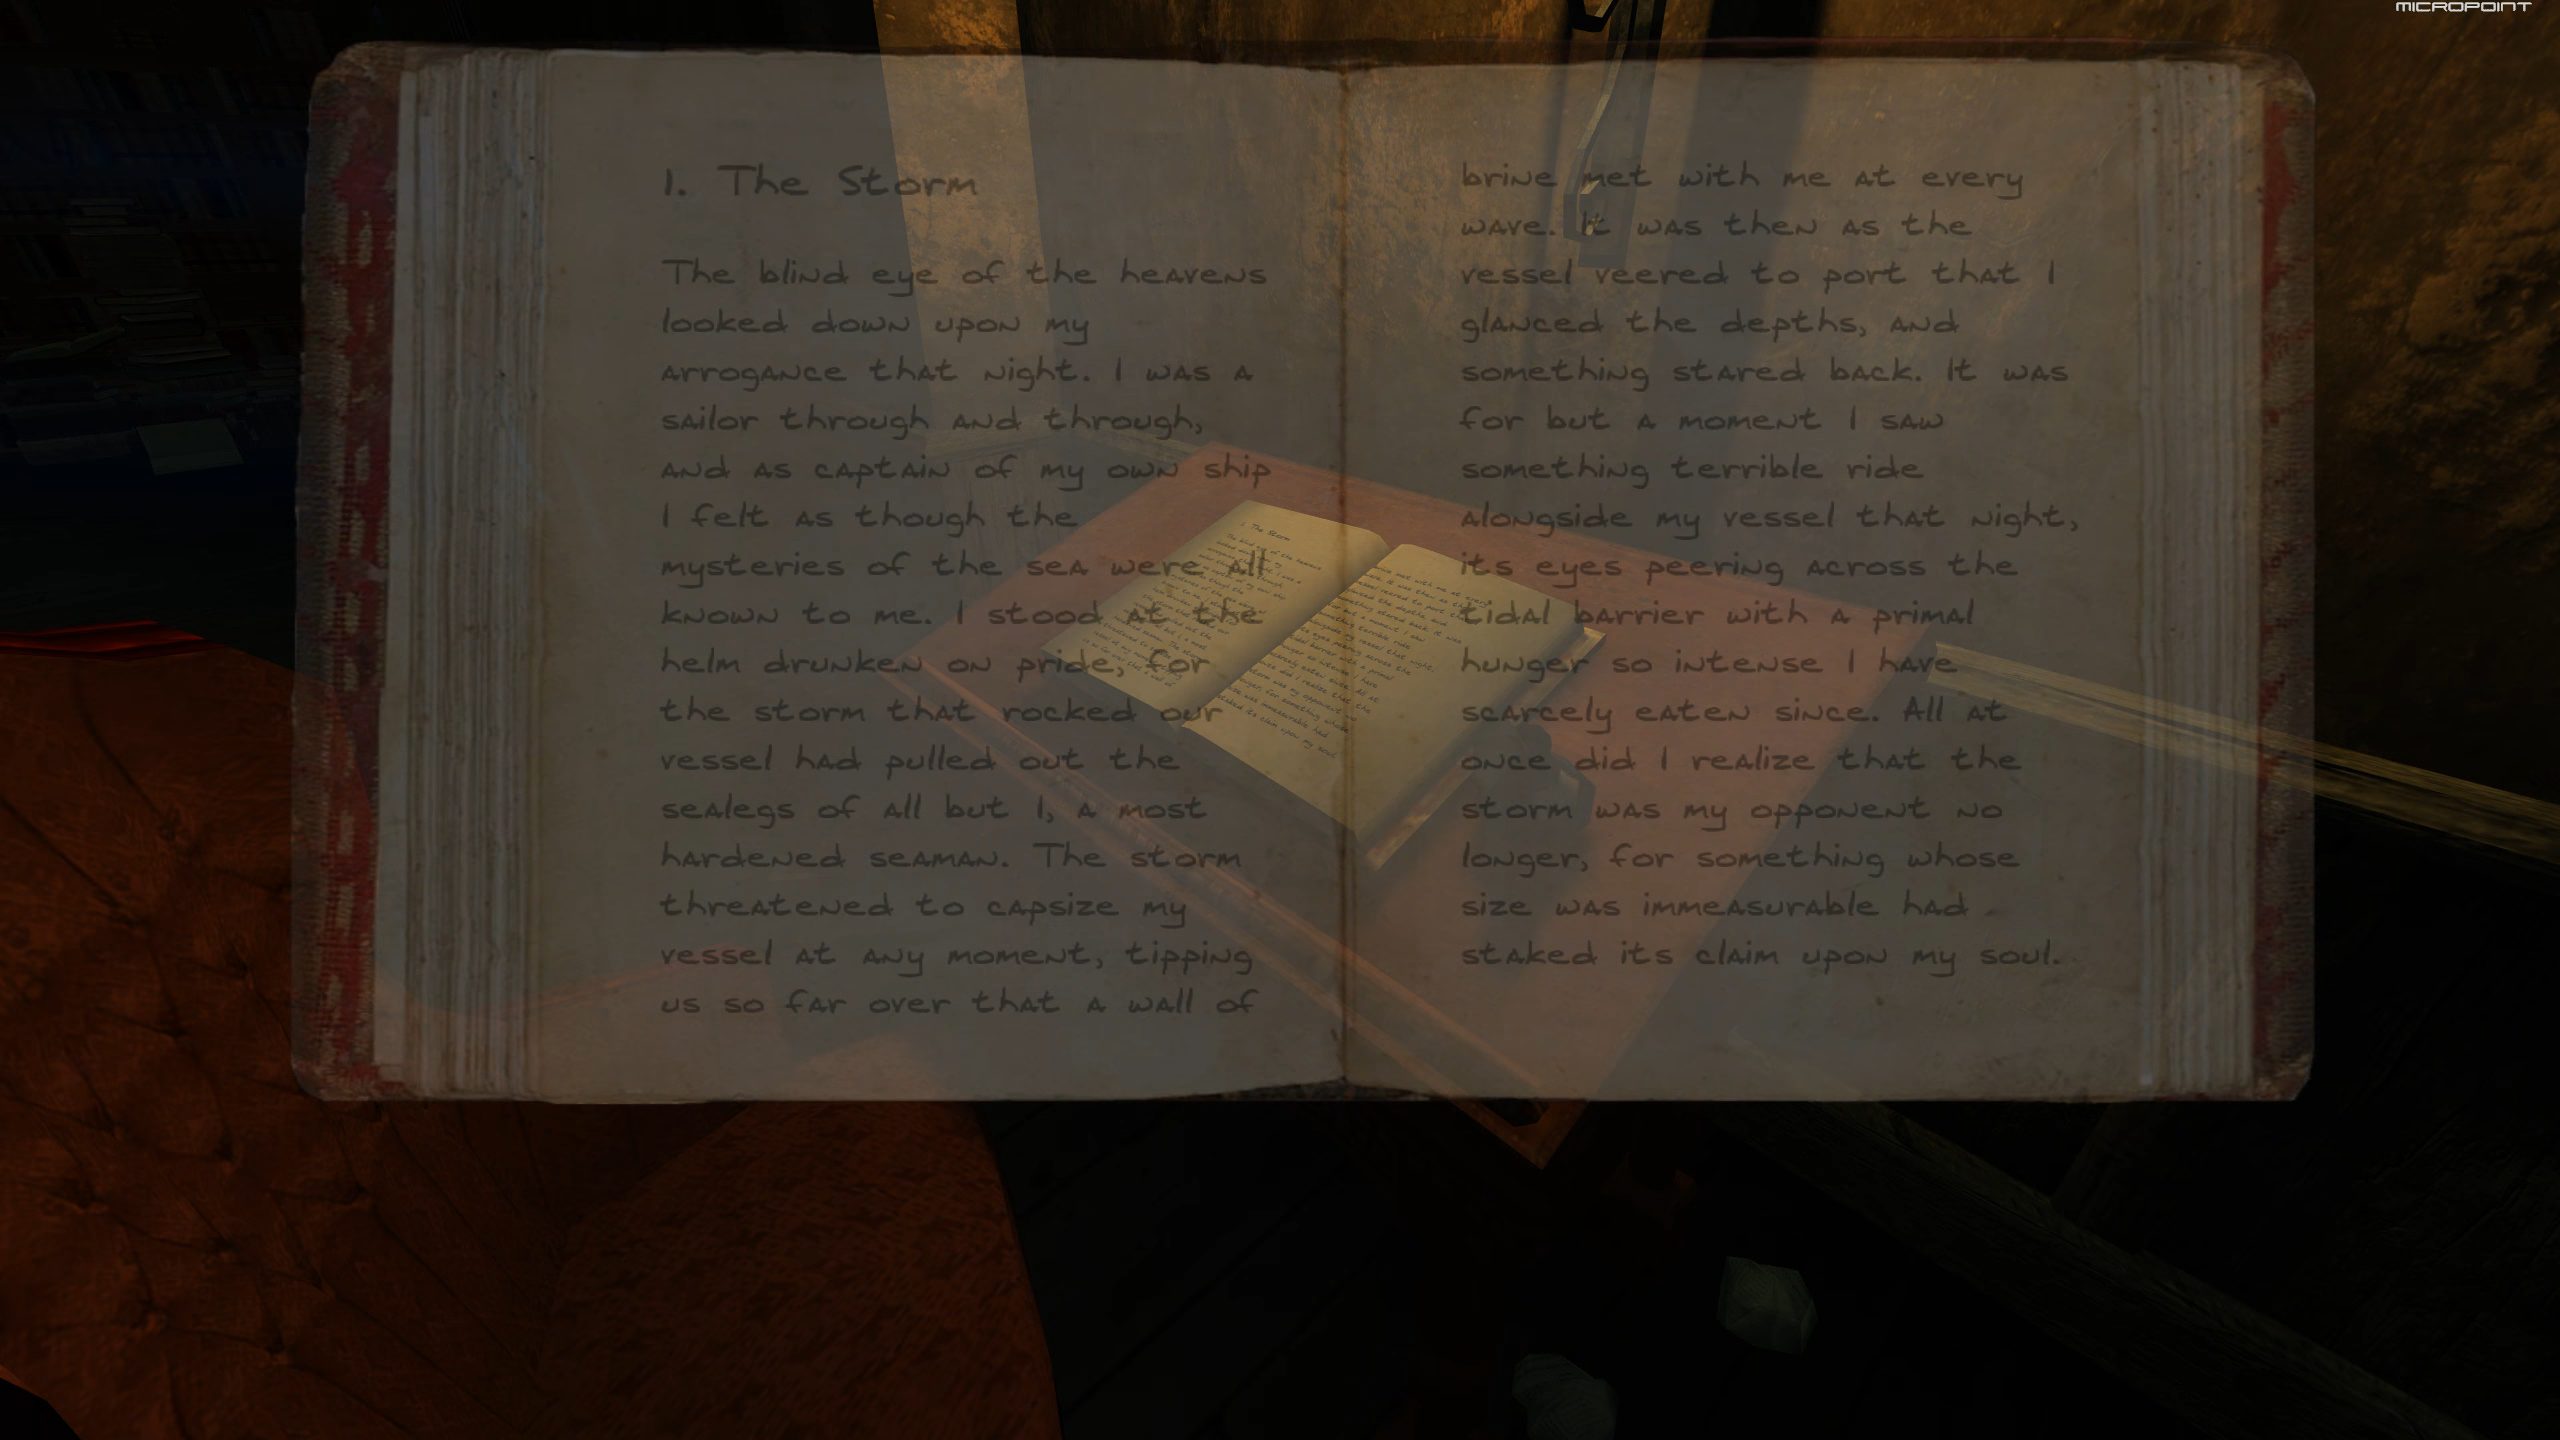 MICROPOINT
1. The Storm
The blind eye of the heavens
looked down upon my
arrogance that night. I was a
sailor through and through,
and as captain of my own ship
I felt as though the
mysteries of the sea were all
known to me. I stood at the
helm drunken on pride, for
the storm that rocked our
vessel had pulled out the
sealegs of all but I, a most
hardened seaman. The storm
threatened to capsize my
vessel at any moment, tipping
us so far over that a wall of
brine met with me at every
wave. It was then as the
vessel veered to port that I
glanced the depths, and
something stared back. It was
for but a moment I saw
something terrible ride
alongside my vessel that night,
its eyes peering across the
tidal barrier with a primal
hunger so intense I have
scarcely eaten since. All at
once did I realize that the
storm was my opponent no
longer, for something whose
size was immeasurable had
staked its claim upon my soul.